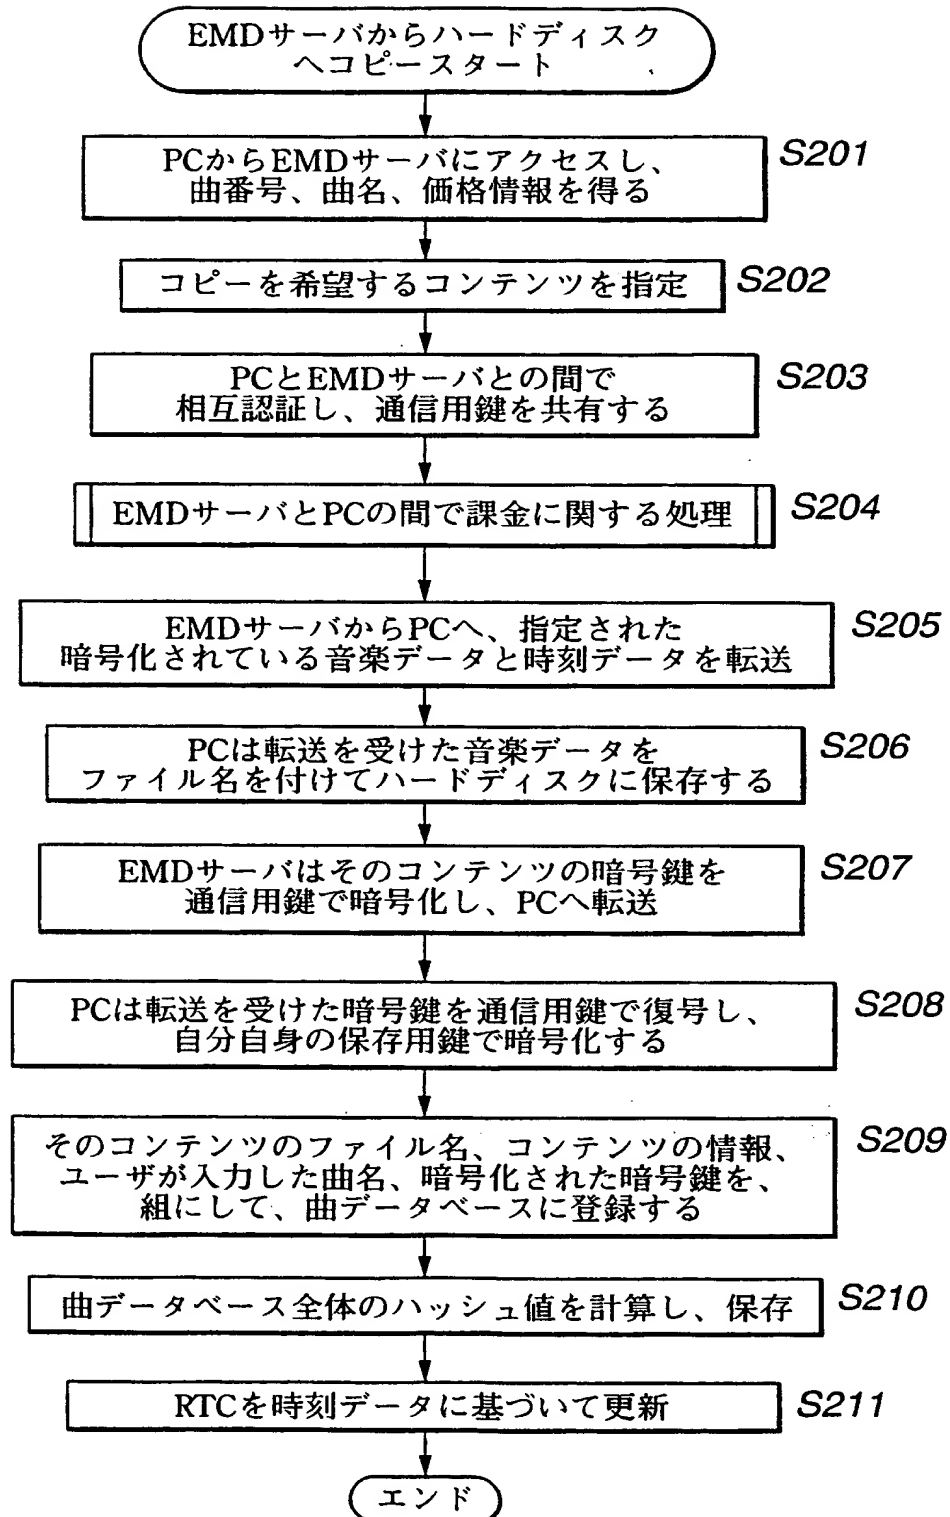 EMDサーバからハードディスク
へコピースタート
PCからEMDサーバにアクセスし、
曲番号、曲名、価格情報を得る
S201
コピーを希望するコンテンツを指定
S202
PCとEMDサーバとの間で
相互認証し、通信用鍵を共有する
S203
EMDサーバとPCの間で課金に関する処理
S204
EMDサーバからPCへ、指定された
暗号化されている音楽データと時刻データを転送
S205
PCは転送を受けた音楽データを
ファイル名を付けてハードディスクに保存する
S206
EMDサーバはそのコンテンツの暗号鍵を
通信用鍵で暗号化し、PCへ転送
S207
PCは転送を受けた暗号鍵を通信用鍵で復号し、
自分自身の保存用鍵で暗号化する
S208
そのコンテンツのファイル名、コンテンツの情報、
ユーザが入力した曲名、暗号化された暗号鍵を、
組にして、曲データベースに登録する
S209
曲データベース全体のハッシュ値を計算し、保存
S210
RTCを時刻データに基づいて更新
S211
エンド